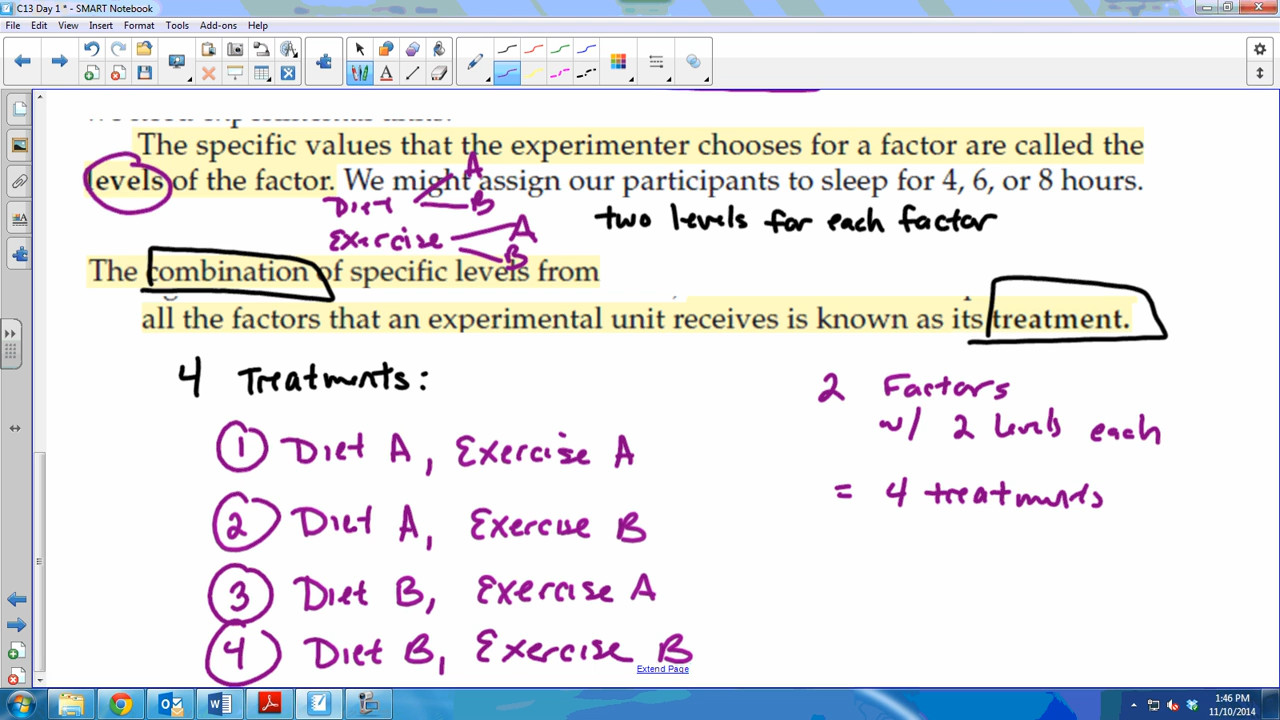 C13 Day 1 * - SMART Notebook
File Edit View Insert Format Tools Add-ons Help
The specific values that the experimenter chooses for a factor are called the
levels of the factor. We might assign our participants to sleep for 4, 6, or 8 hours.
A
Diet B
two levels for each factor
Exercise A
B
The combination of specific levels from
all the factors that an experimental unit receives is known as its treatment.
4 Treatments:
2 Factors
w/ 2 levels each
= 4 treatments
1 Diet A, Exercise A
2 Diet A, Exercise B
3 Diet B, Exercise A
4 Diet B, Exercise B
Extend Page
1:46 PM
11/10/2014